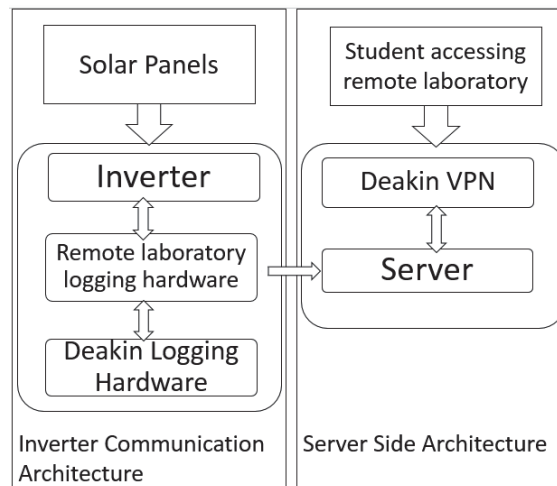 Solar Panels
Inverter
Remote laboratory
logging hardware
Deakin Logging
Hardware
Inverter Communication
Architecture
Student accessing
remote laboratory
Deakin VPN
Server
Server Side Architecture